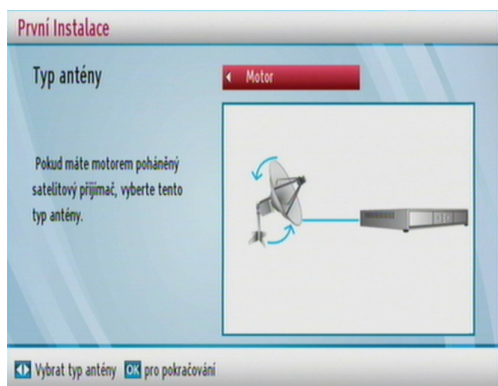 První Instalace
Typ antény
Motor
Pokud máte motorem poháněný
satelitový přijímač, vyberte tento
typ antény.
Vybrat typ antény OK pro pokračování